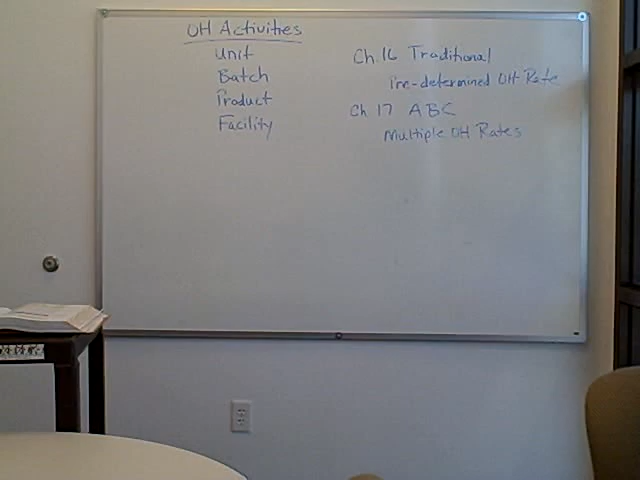 OH Activities
Unit
Batch
Product
Facility
Ch. 16 Traditional
Pre-determined OH Rate
Ch 17 ABC
Multiple OH Rates